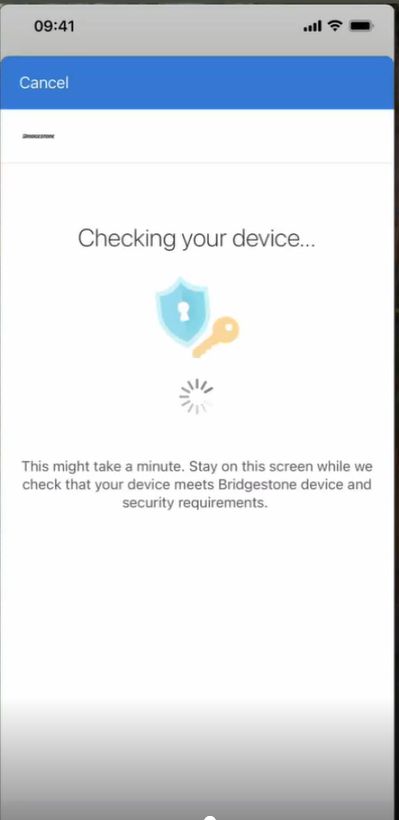 09:41
Cancel
BRIDGESTONE
Checking your device...
This might take a minute. Stay on this screen while we
check that your device meets Bridgestone device and
security requirements.